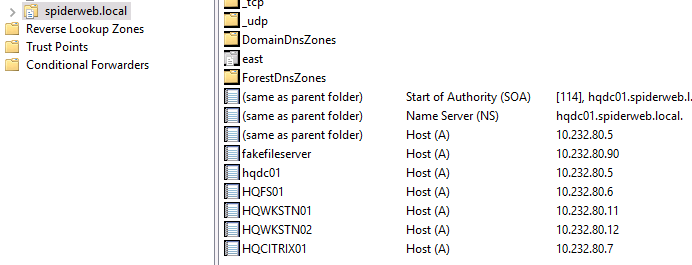 spiderweb.local
Reverse Lookup Zones
Trust Points
Conditional Forwarders
_tcp
_udp
DomainDnsZones
east
ForestDnsZones
(same as parent folder) Start of Authority (SOA) [114], hqdc01.spiderweb.l.
(same as parent folder) Name Server (NS) hqdc01.spiderweb.local.
(same as parent folder) Host (A) 10.232.80.5
fakefileserver Host (A) 10.232.80.90
hqdc01 Host (A) 10.232.80.5
HQFS01 Host (A) 10.232.80.6
HQWKSTN01 Host (A) 10.232.80.11
HQWKSTN02 Host (A) 10.232.80.12
HQCITRIX01 Host (A) 10.232.80.7